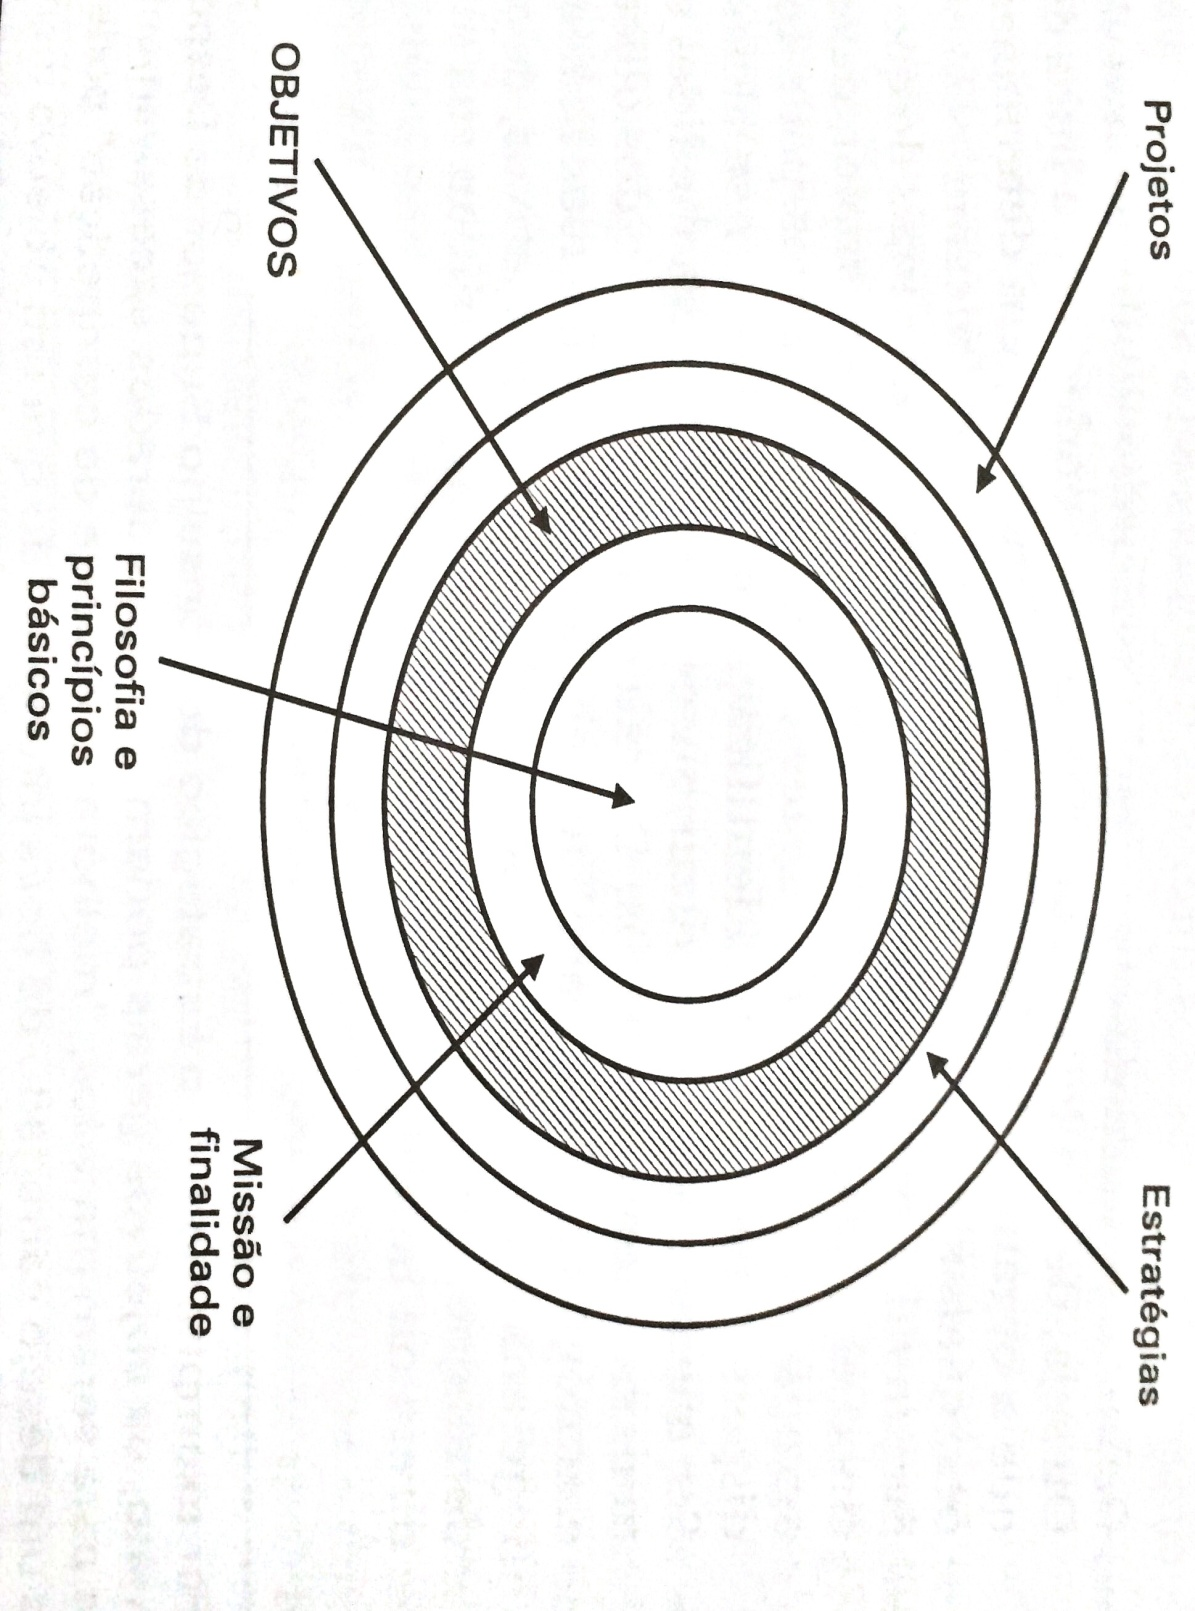 Projetos
Estratégias
OBJETIVOS
Missão e
finalidade
Filosofia e
princípios
básicos